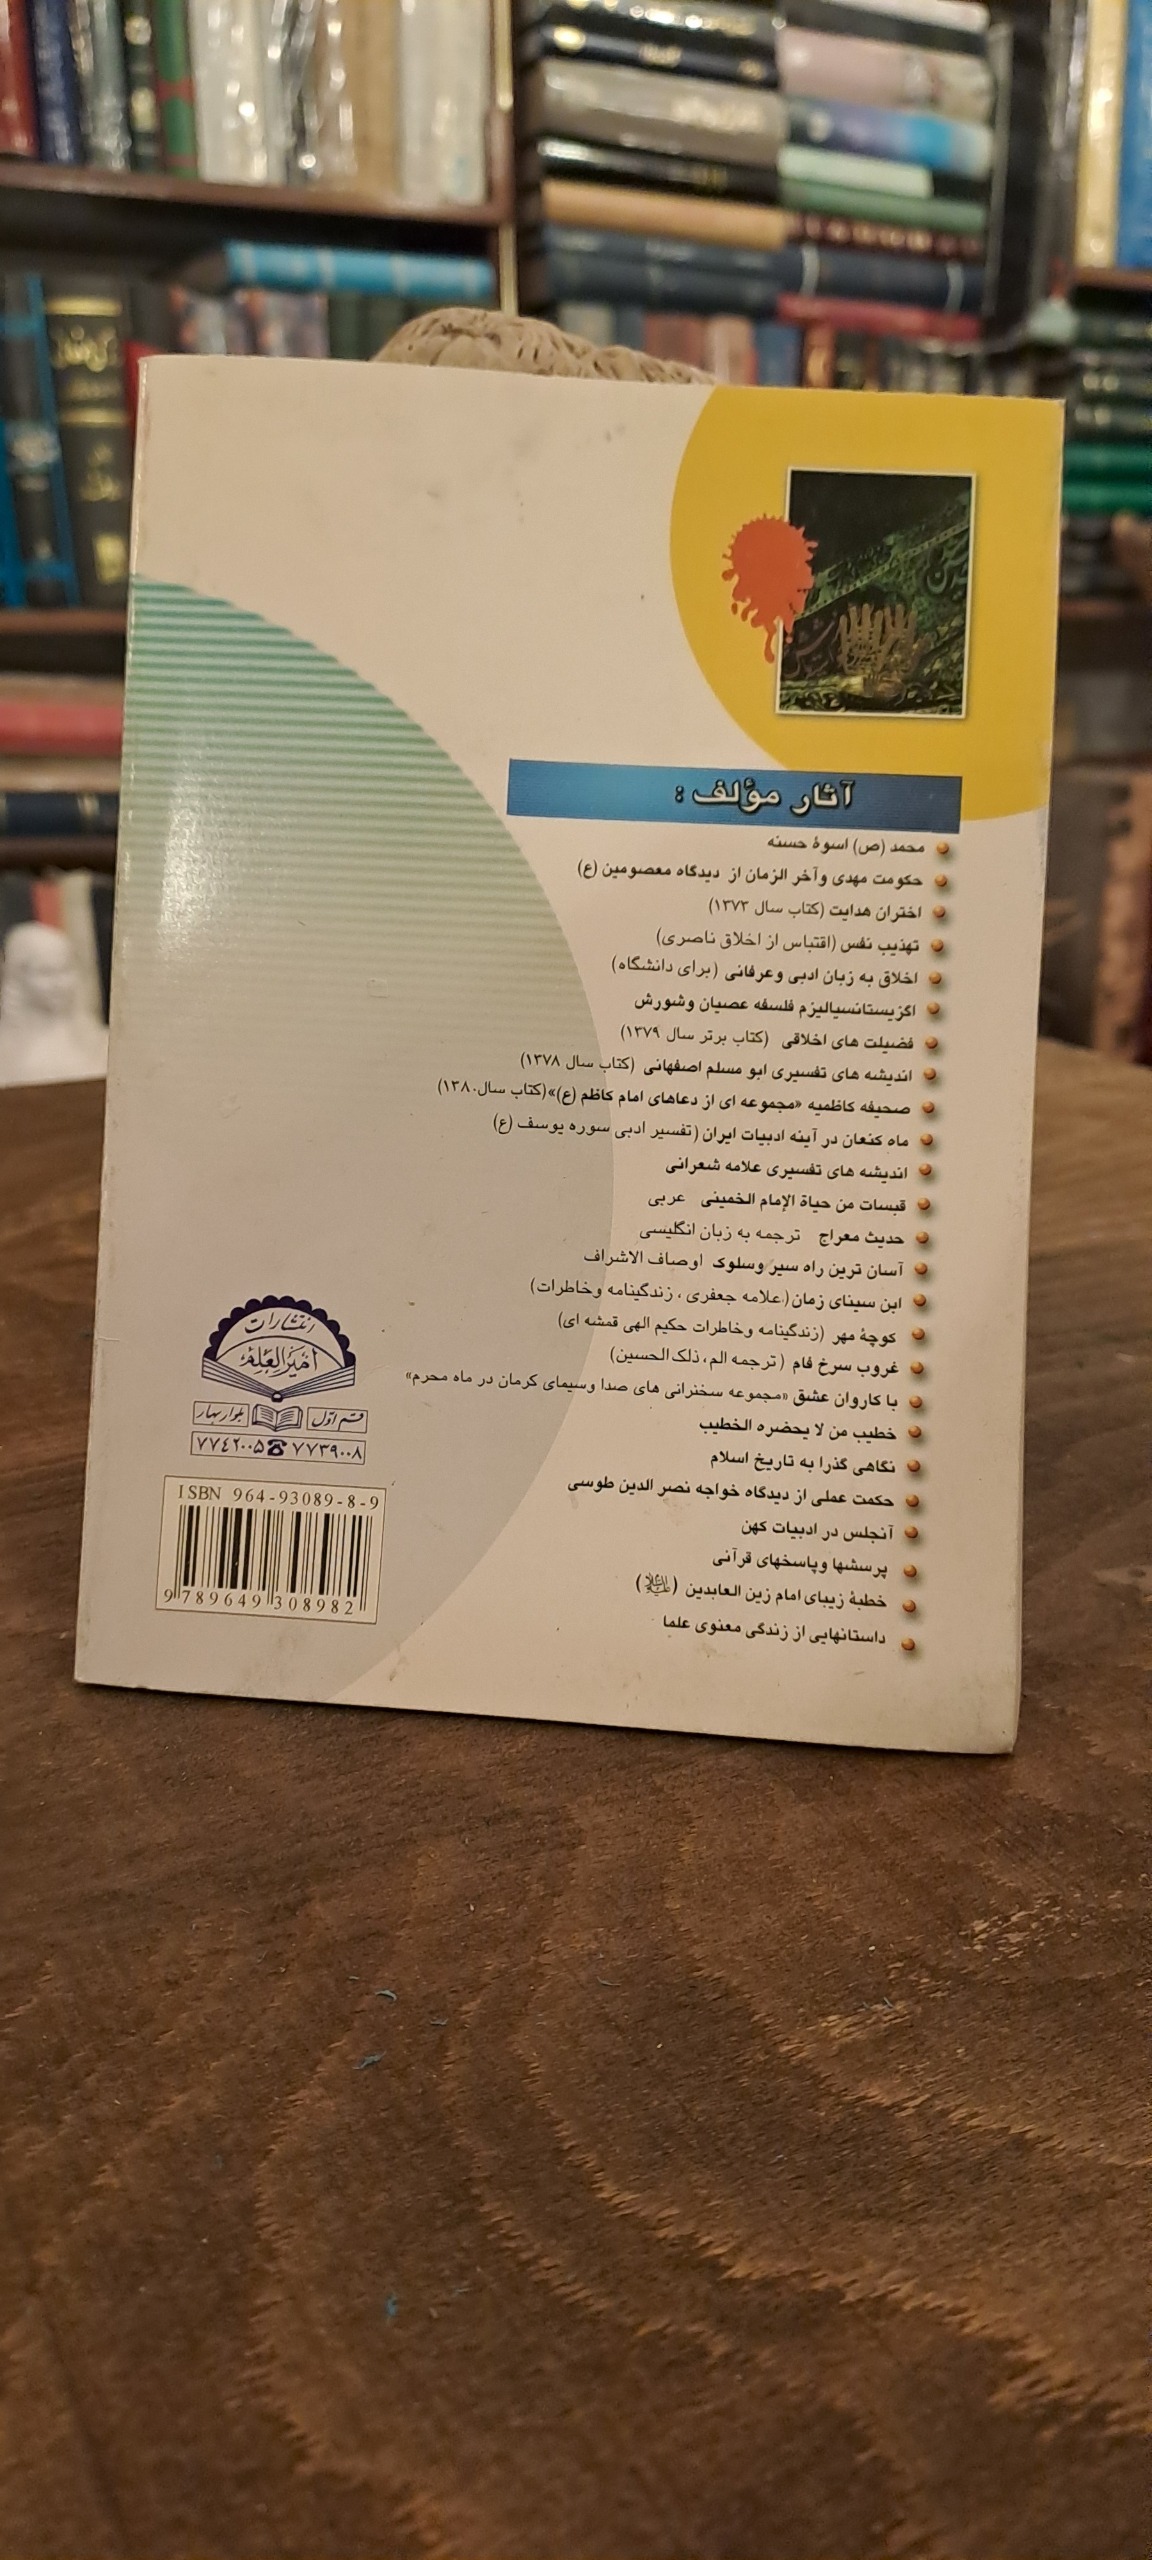 آثار مؤلف :
محمد (ص) اسوۀ حسنه
حکومت مهدی وآخر الزمان از دیدگاه معصومین (ع)
اختران هدایت (کتاب سال ۱۳۷۳)
تهذیب نفس (اقتباس از اخلاق ناصری)
اخلاق به زبان ادبی وعرفانی (برای دانشگاه)
اگزیستانسیالیزم فلسفه عصیان وشورش
فضیلت های اخلاقی (کتاب برتر سال ۱۳۷۹)
اندیشه های تفسیری ابو مسلم اصفهانی (کتاب سال ۱۳۷۸)
صحیفه کاظمیه «مجموعه ای از دعاهای امام کاظم (ع)»(کتاب سال۱۳۸۰)
ماه کنعان در آینه ادبیات ایران (تفسیر ادبی سوره یوسف (ع)
اندیشه های تفسیری علامه شعرانی
قبسات من حیاة الإمام الخمینی عربی
حدیث معراج ترجمه به زبان انگلیسی
آسان ترین راه سیر وسلوک اوصاف الاشراف
ابن سینای زمان (علامه جعفری ، زندگینامه وخاطرات)
کوچۀ مهر (زندگینامه وخاطرات حکیم الهی قمشه ای)
غروب سرخ فام ( ترجمه الم، ذلک الحسین)
با کاروان عشق «مجموعه سخنرانی های صدا وسیمای کرمان در ماه محرم»
خطیب من لا یحضره الخطیب
نگاهی گذرا به تاریخ اسلام
حکمت عملی از دیدگاه خواجه نصر الدین طوسی
آنجلس در ادبیات کهن
پرسشها وپاسخهای قرآنی
خطبۀ زیبای امام زین العابدین (علیه السلام)
داستانهایی از زندگی معنوی علما
انتشارات
امیر العلم
قم اول بلوار بهار
۷۷۳۹۰۰۸ ۷۷۴۲۰۰۵
ISBN 964-93089-8-9
9 789649 308982